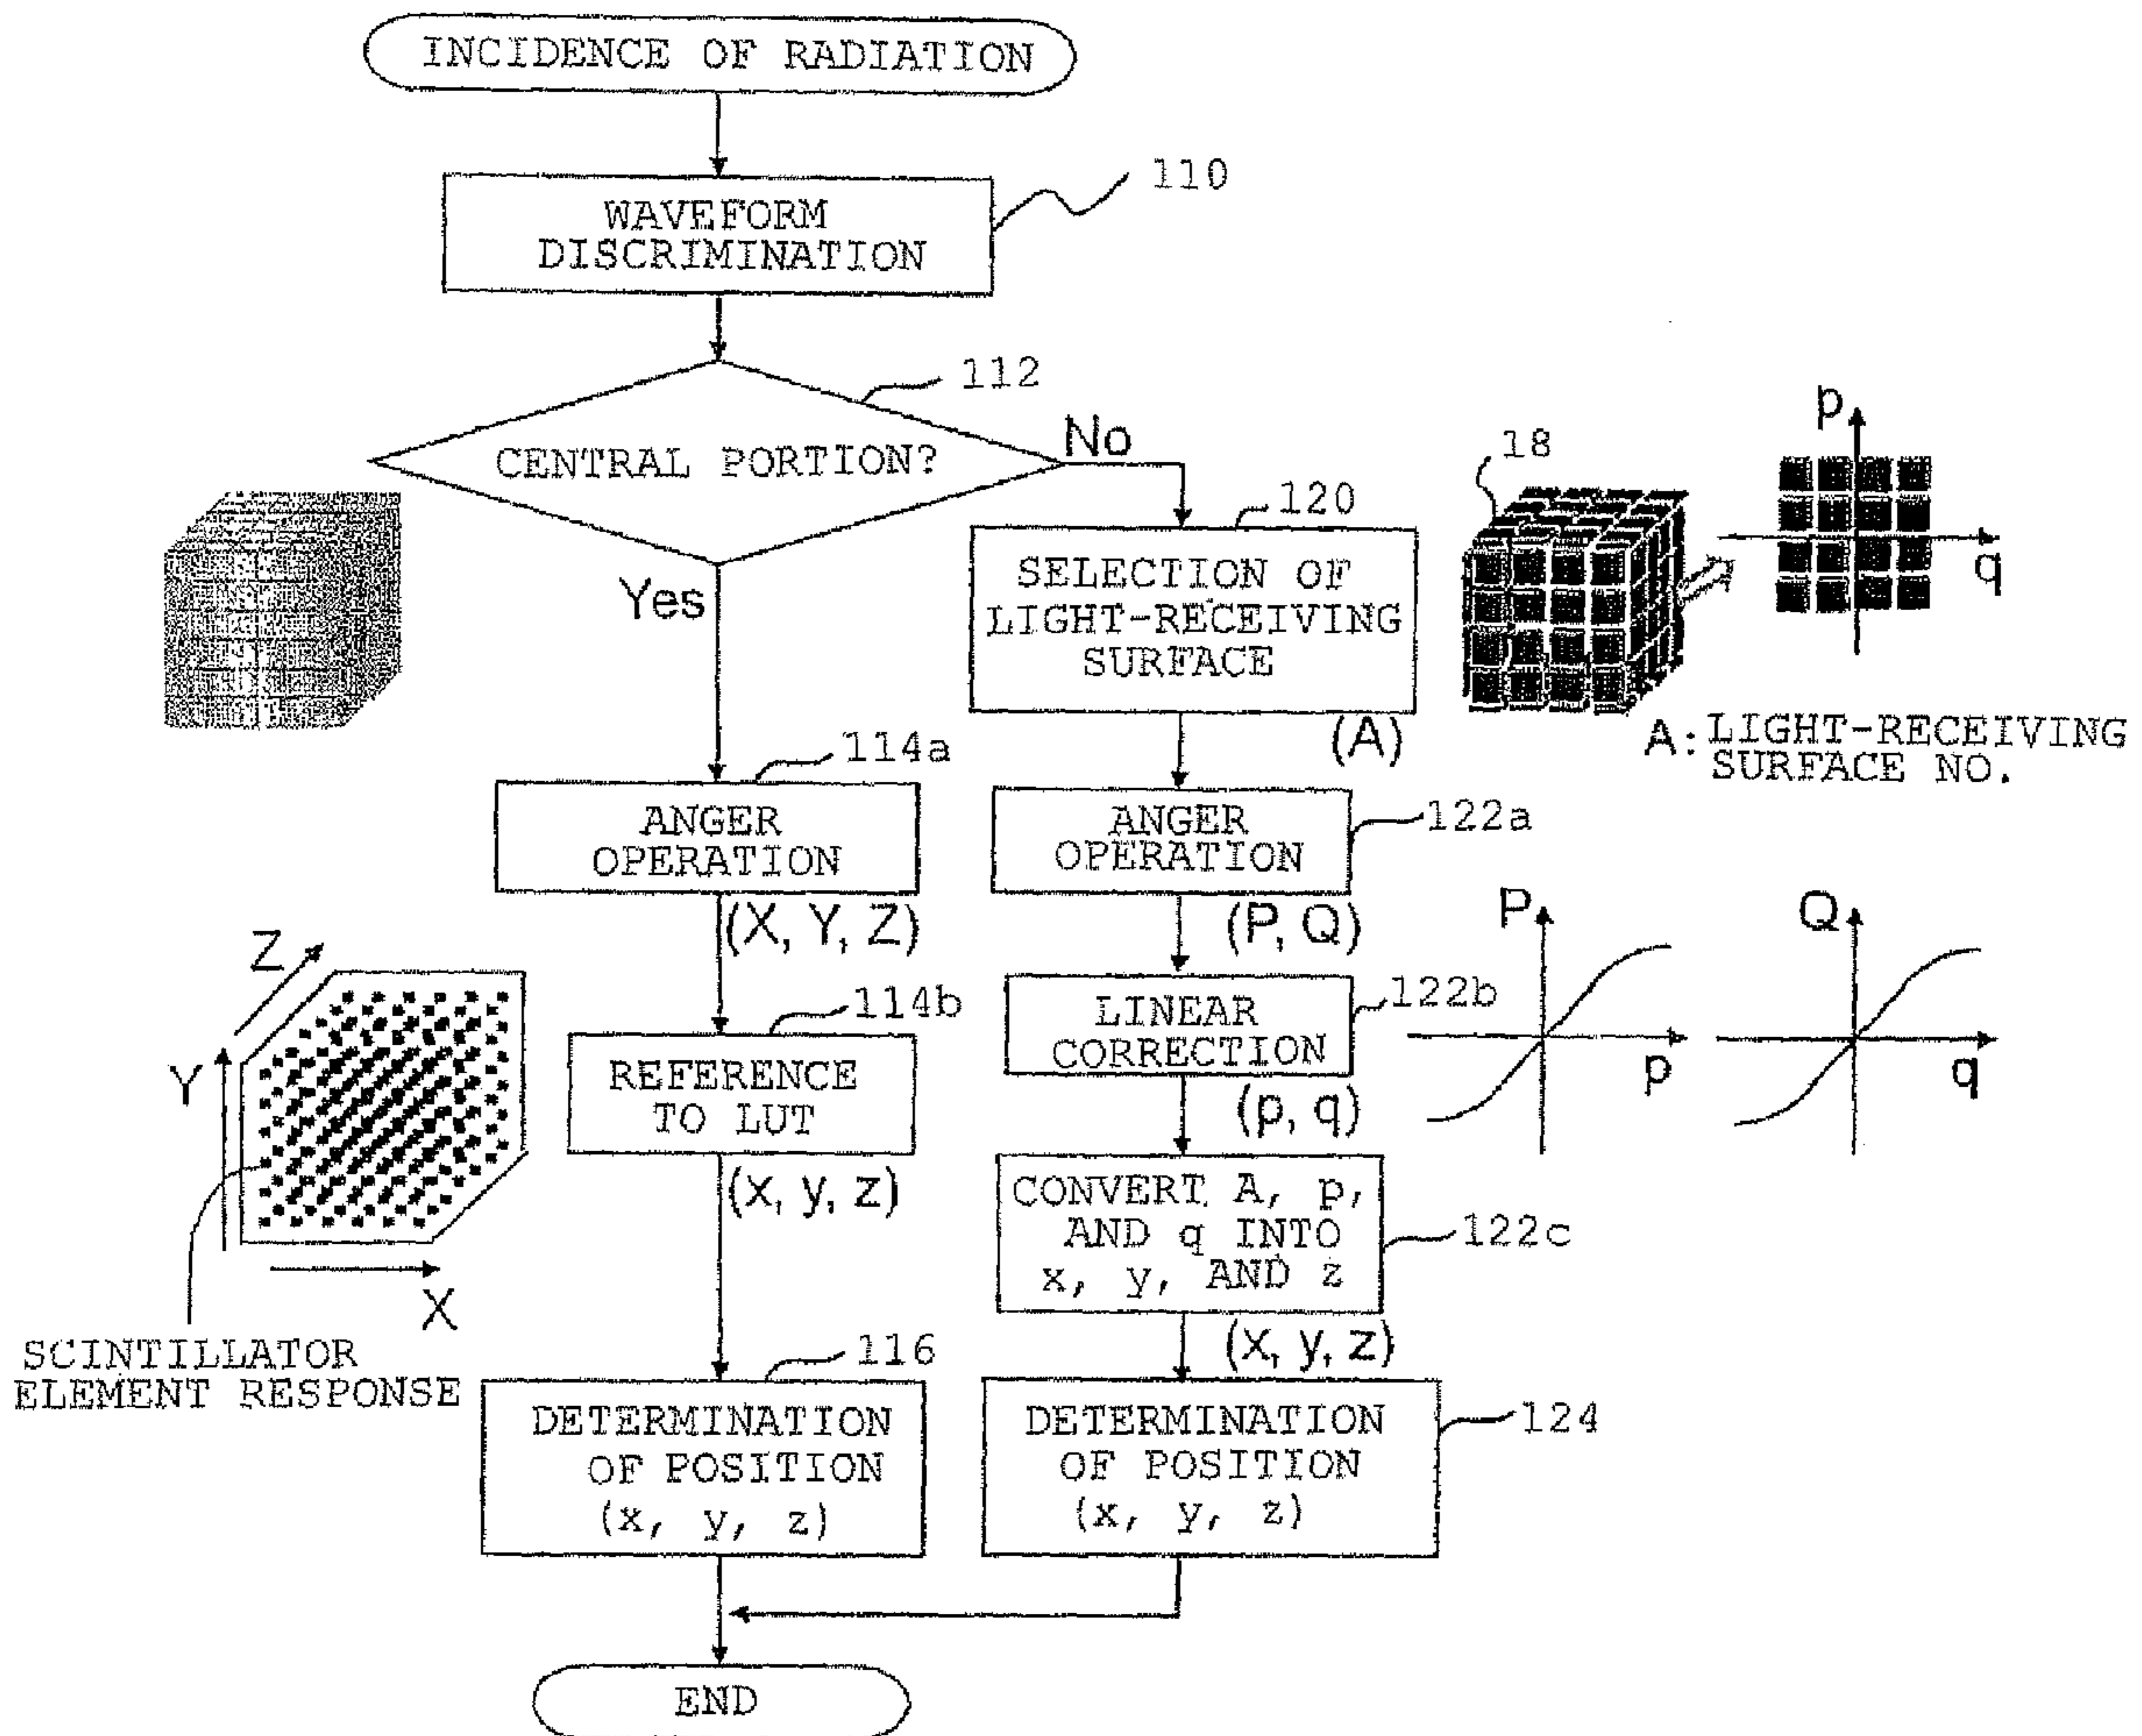 INCIDENCE OF RADIATION
110
WAVEFORM
DISCRIMINATION
112
CENTRAL PORTION?
No
Yes
120
SELECTION OF
LIGHT-RECEIVING
SURFACE
(A)
18
p
q
A: LIGHT-RECEIVING
SURFACE NO.
114a
ANGER
OPERATION
(X, Y, Z)
122a
ANGER
OPERATION
(P, Q)
P
p
Q
q
Z
Y
X
SCINTILLATOR
ELEMENT RESPONSE
114b
REFERENCE
TO LUT
(x, y, z)
122b
LINEAR
CORRECTION
(p, q)
122c
CONVERT A, p,
AND q INTO
x, y, AND z
(x, y, z)
116
DETERMINATION
OF POSITION
(x, y, z)
124
DETERMINATION
OF POSITION
(x, y, z)
END